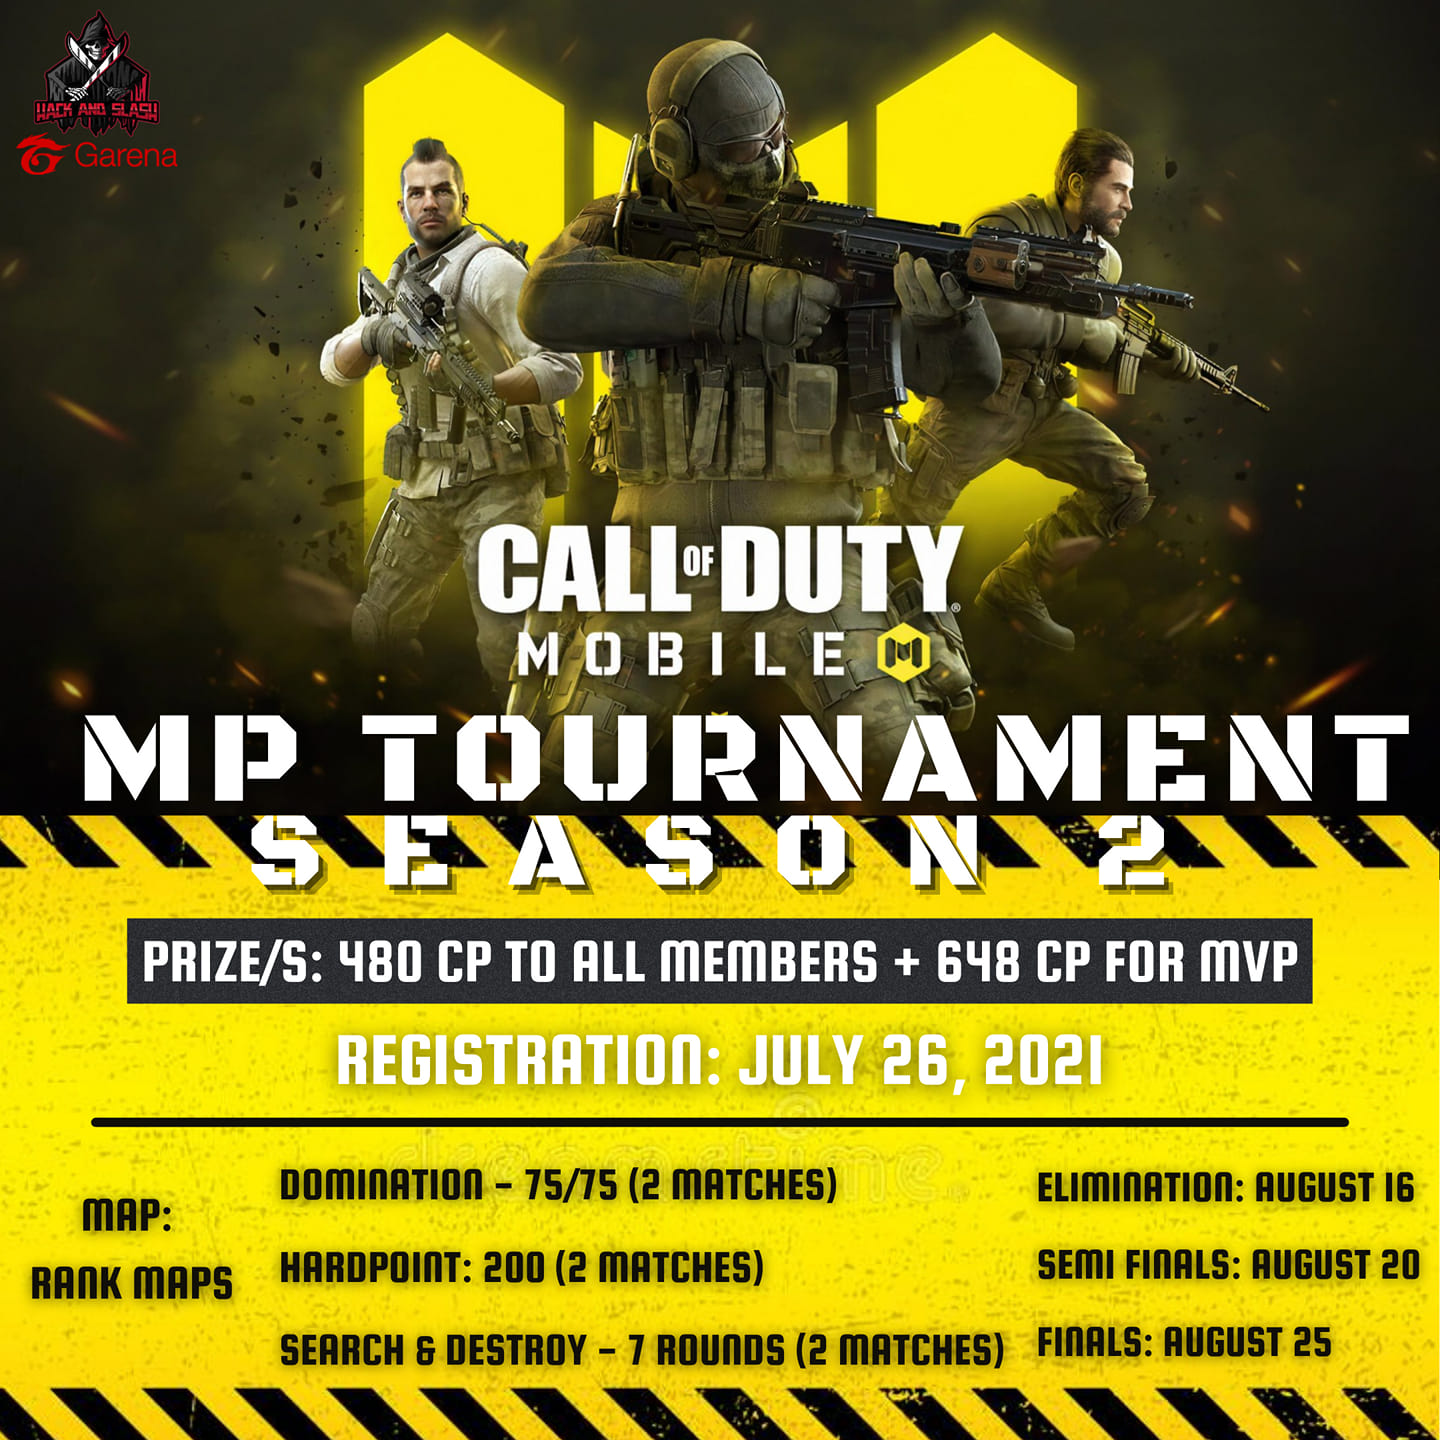 HACK AND SLASH
Garena
CALL OF DUTY®
MOBILE
MP TOURNAMENT
SEASON 2
PRIZE/S: 480 CP TO ALL MEMBERS + 648 CP FOR MVP
REGISTRATION: JULY 26, 2021
MAP:
RANK MAPS
DOMINATION - 75/75 (2 MATCHES)
HARDPOINT: 200 (2 MATCHES)
SEARCH & DESTROY - 7 ROUNDS (2 MATCHES)
ELIMINATION: AUGUST 16
SEMI FINALS: AUGUST 20
FINALS: AUGUST 25
dreamstime